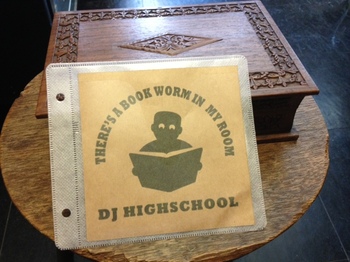 THERE'S A BOOK WORM IN MY ROOM
DJ HIGHSCHOOL